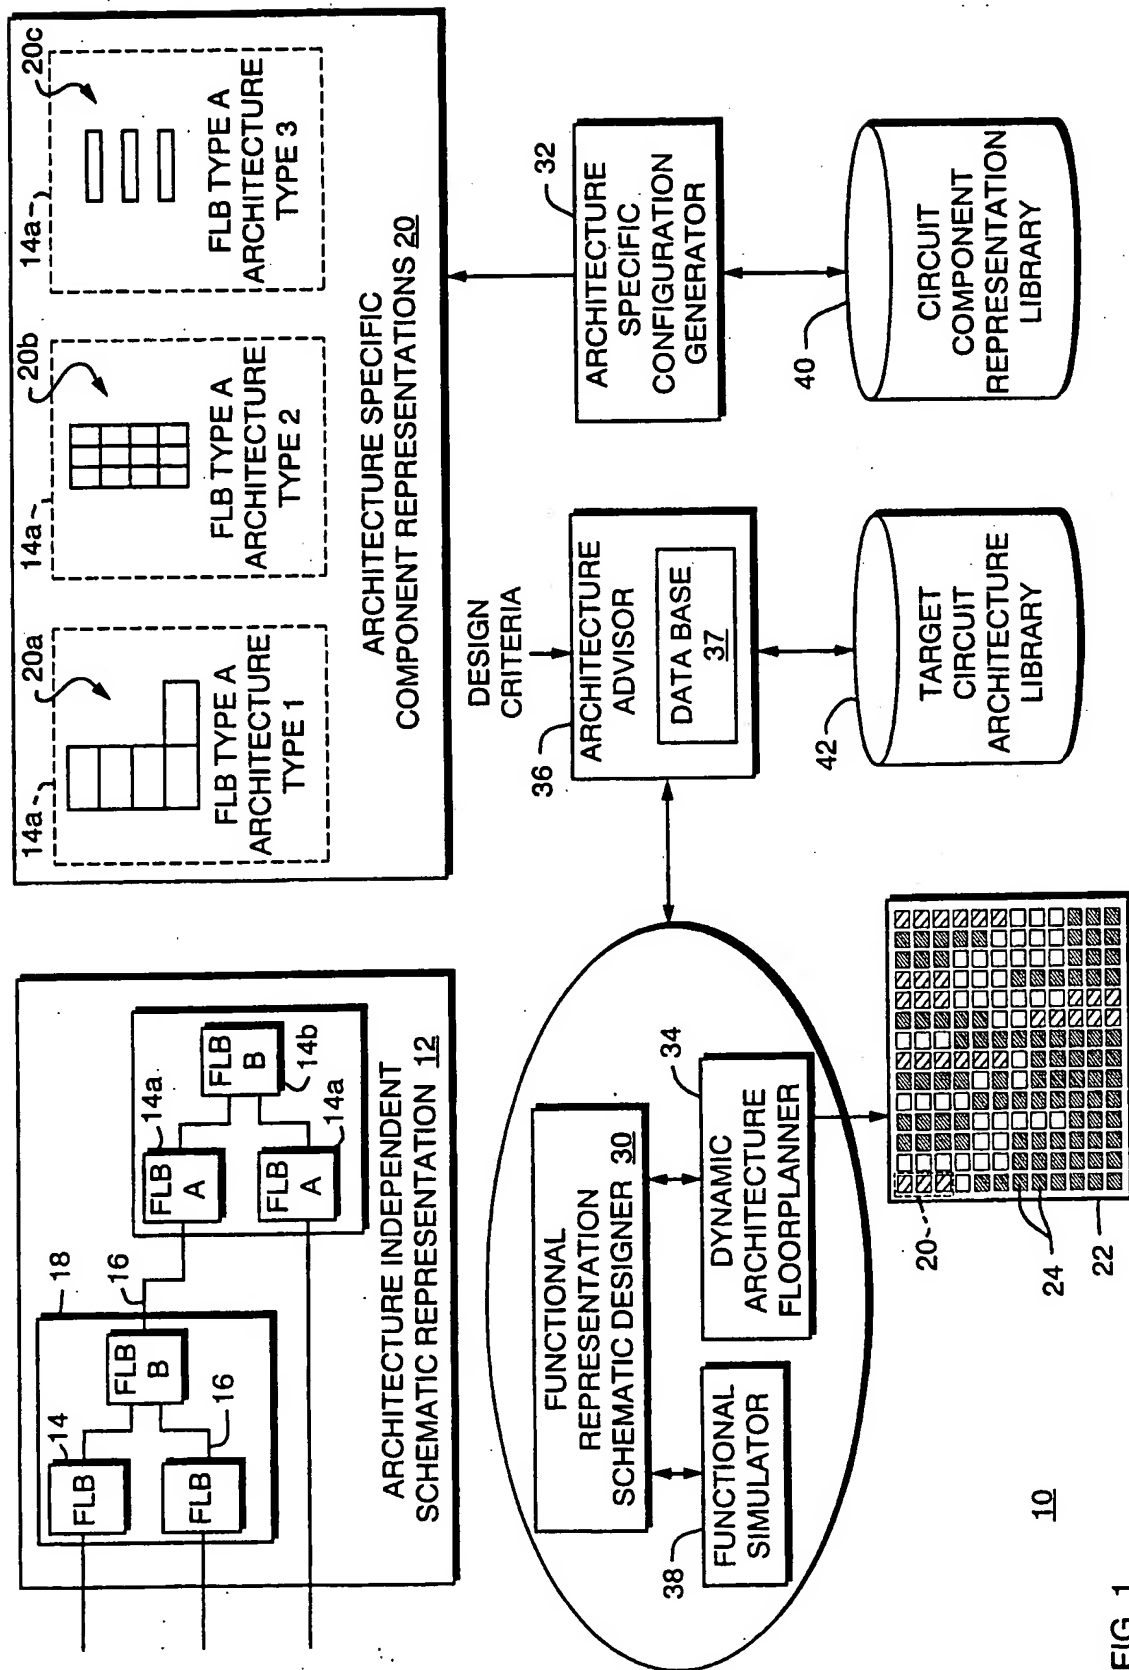 18
14
FLB
FLB
FLB
B
16
16
14a
FLB
A
FLB
A
14a
FLB
B
14b
ARCHITECTURE INDEPENDENT
SCHEMATIC REPRESENTATION 12
14a
20a
FLB TYPE A
ARCHITECTURE
TYPE 1
14a
20b
FLB TYPE A
ARCHITECTURE
TYPE 2
14a
20c
FLB TYPE A
ARCHITECTURE
TYPE 3
ARCHITECTURE SPECIFIC
COMPONENT REPRESENTATIONS 20
FUNCTIONAL
REPRESENTATION
SCHEMATIC DESIGNER 30
38
FUNCTIONAL
SIMULATOR
34
DYNAMIC
ARCHITECTURE
FLOORPLANNER
DESIGN
CRITERIA
36
ARCHITECTURE
ADVISOR
DATA BASE
37
32
ARCHITECTURE
SPECIFIC
CONFIGURATION
GENERATOR
20
24
22
42
TARGET
CIRCUIT
ARCHITECTURE
LIBRARY
40
CIRCUIT
COMPONENT
REPRESENTATION
LIBRARY
10
FIG. 1